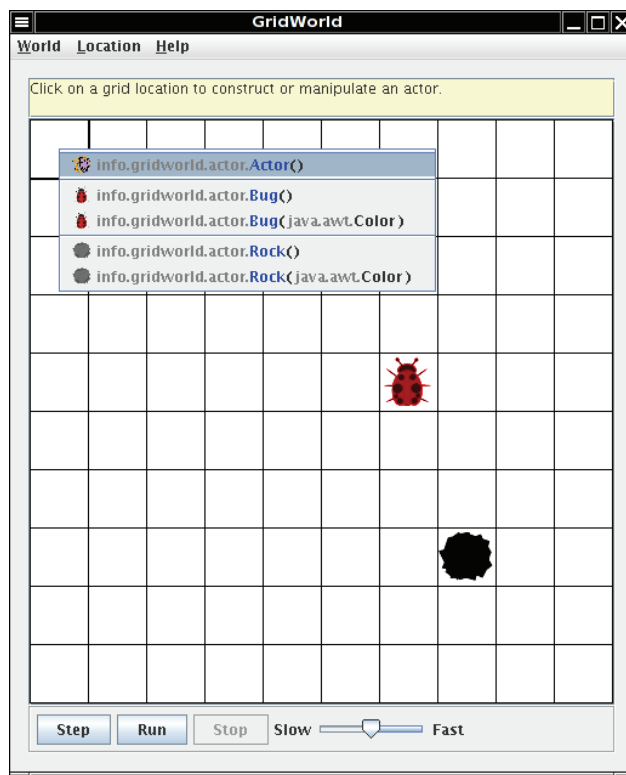 GridWorld
World Location Help
Click on a grid location to construct or manipulate an actor.
info.gridworld.actor.Actor()
info.gridworld.actor.Bug()
info.gridworld.actor.Bug(java.awt.Color)
info.gridworld.actor.Rock()
info.gridworld.actor.Rock(java.awt.Color)
Step Run Stop Slow Fast